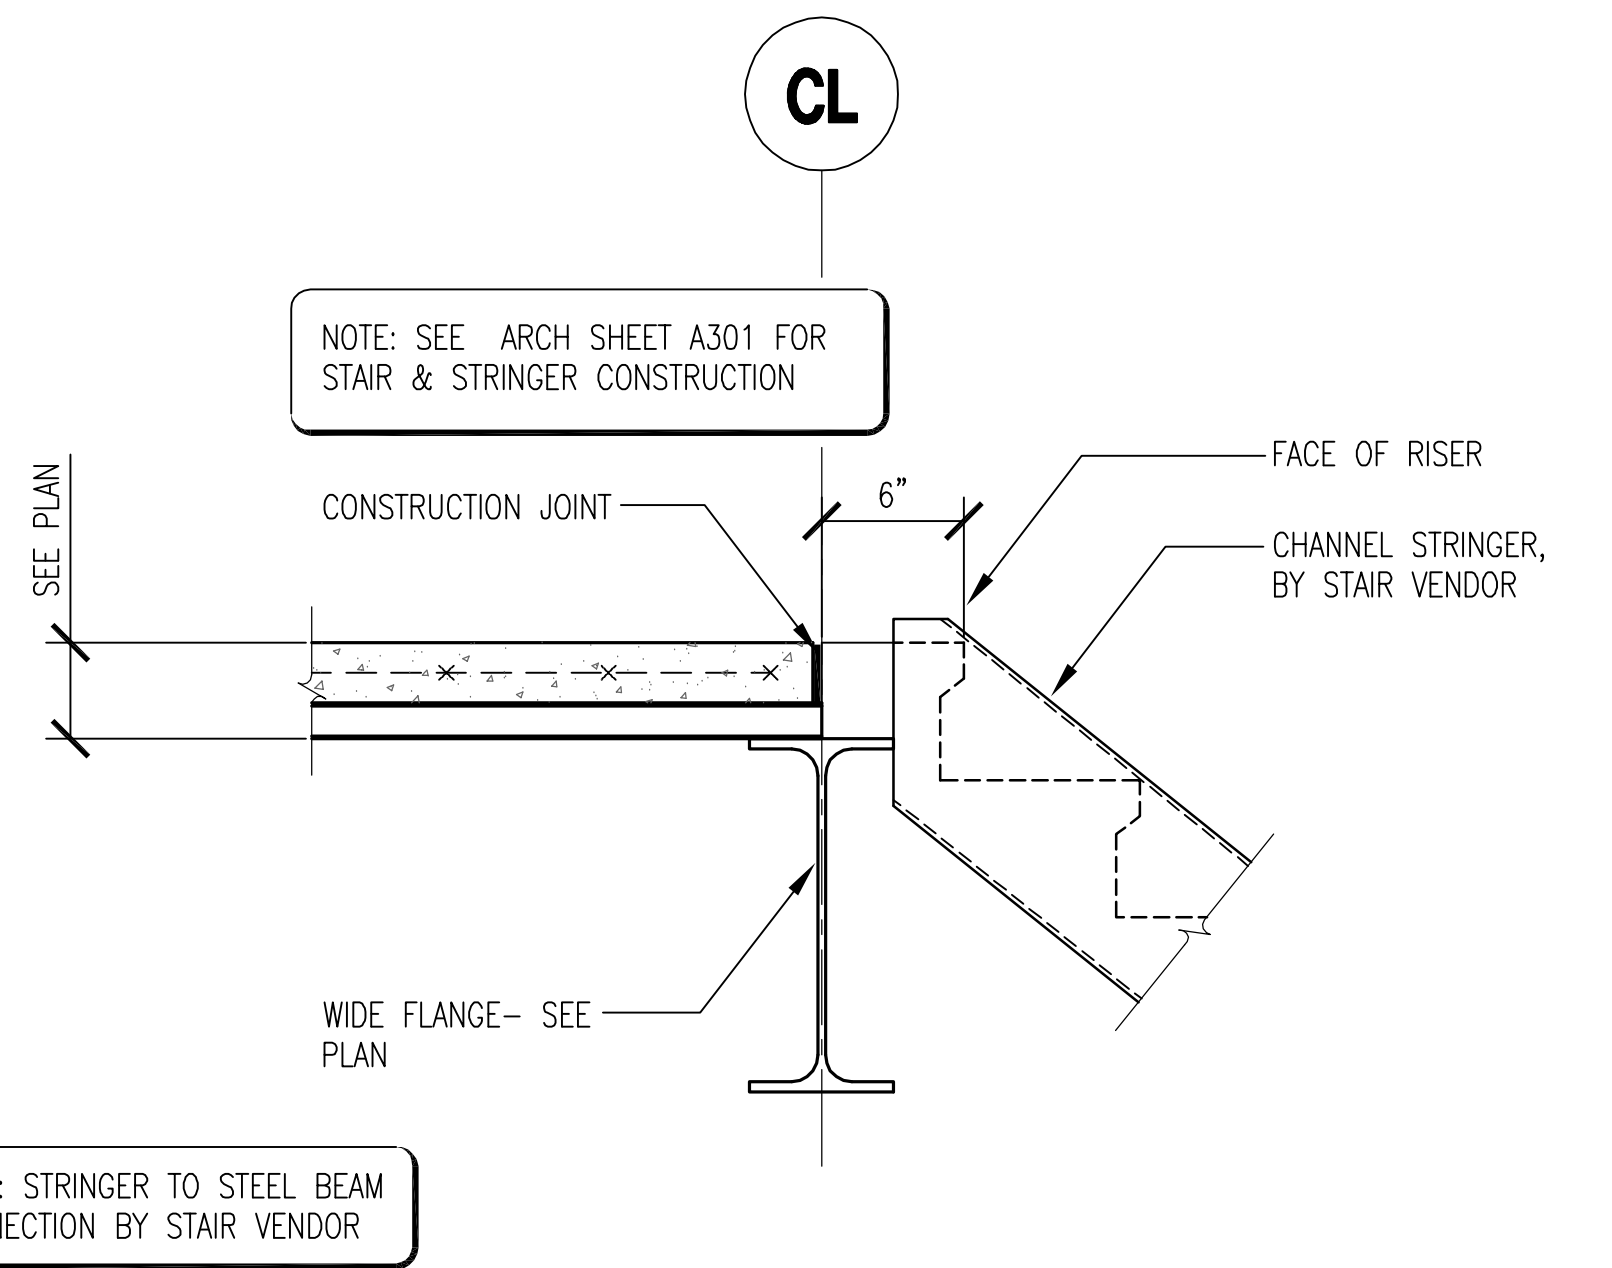 CL
NOTE: SEE ARCH SHEET A301 FOR
STAIR & STRINGER CONSTRUCTION
SEE PLAN
CONSTRUCTION JOINT
6"
FACE OF RISER
CHANNEL STRINGER,
BY STAIR VENDOR
WIDE FLANGE- SEE
PLAN
: STRINGER TO STEEL BEAM
BY STAIR VENDOR